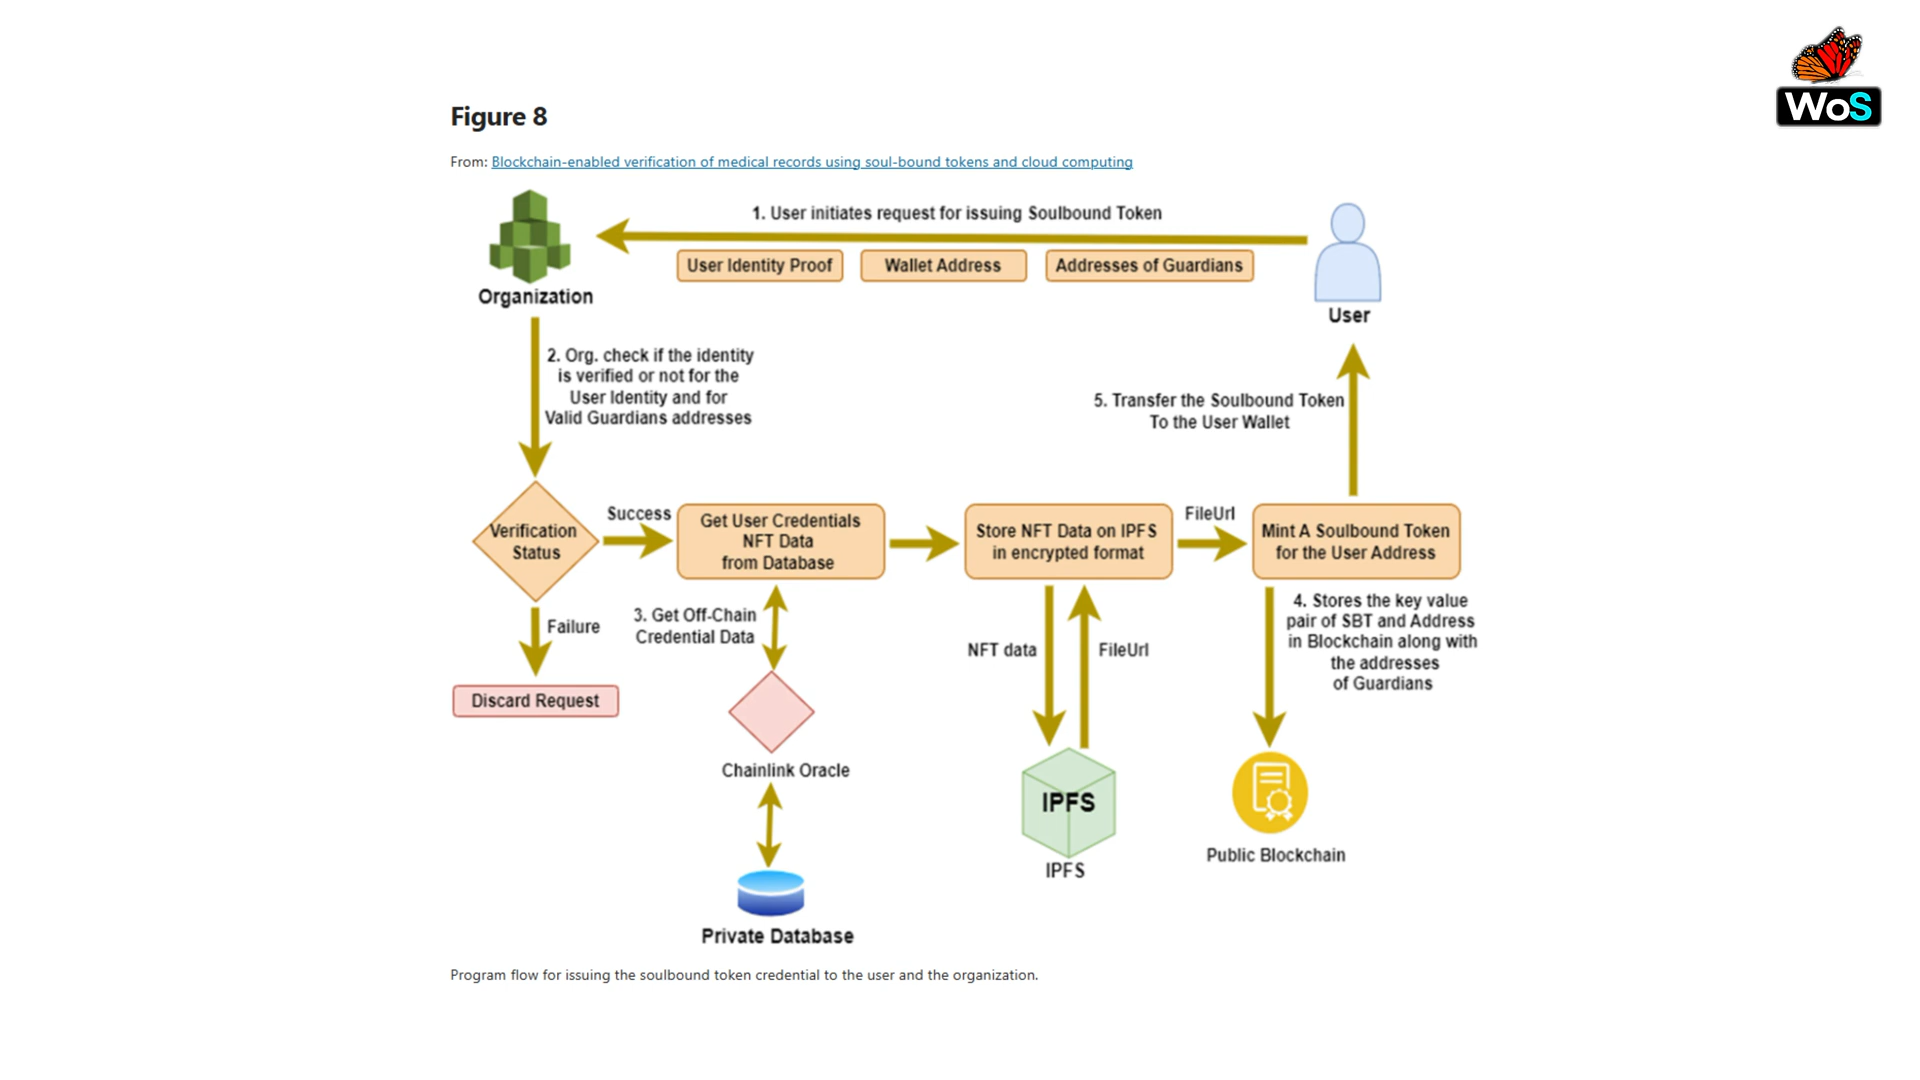 WoS
Figure 8
From: Blockchain-enabled verification of medical records using soul-bound tokens and cloud computing
1. User initiates request for issuing Soulbound Token
User Identity Proof
Wallet Address
Addresses of Guardians
Organization
User
2. Org. check if the identity
is verified or not for the
User Identity and for
Valid Guardians addresses
5. Transfer the Soulbound Token
To the User Wallet
Verification
Status
Success
Get User Credentials
NFT Data
from Database
Store NFT Data on IPFS
in encrypted format
FileUrl
Mint A Soulbound Token
for the User Address
Failure
Discard Request
3. Get Off-Chain
Credential Data
NFT data
FileUrl
4. Stores the key value
pair of SBT and Address
in Blockchain along with
the addresses
of Guardians
Chainlink Oracle
IPFS
IPFS
Public Blockchain
Private Database
Program flow for issuing the soulbound token credential to the user and the organization.